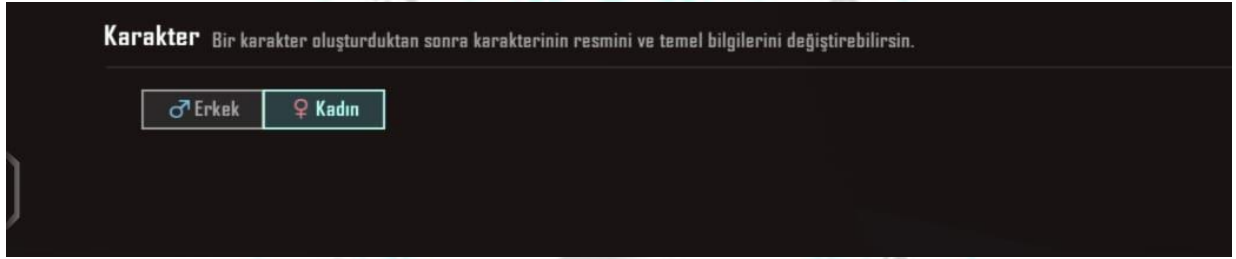 Karakter Bir karakter oluşturduktan sonra karakterinin resmini ve temel bilgilerini değiştirebilirsin.
♂ Erkek ♀ Kadın